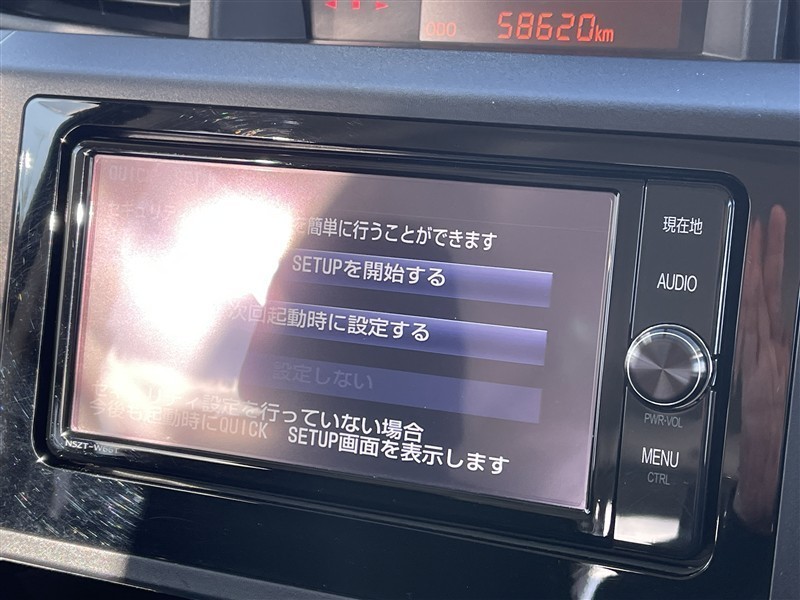 ODO 58620km
を簡単に行うことができます
SETUPを開始する
次回起動時に設定する
設定しない
設定を行っていない場合
今後も起動時にQUICK SETUP画面を表示します
現在地
AUDIO
PWR·VOL
MENU
CTRL